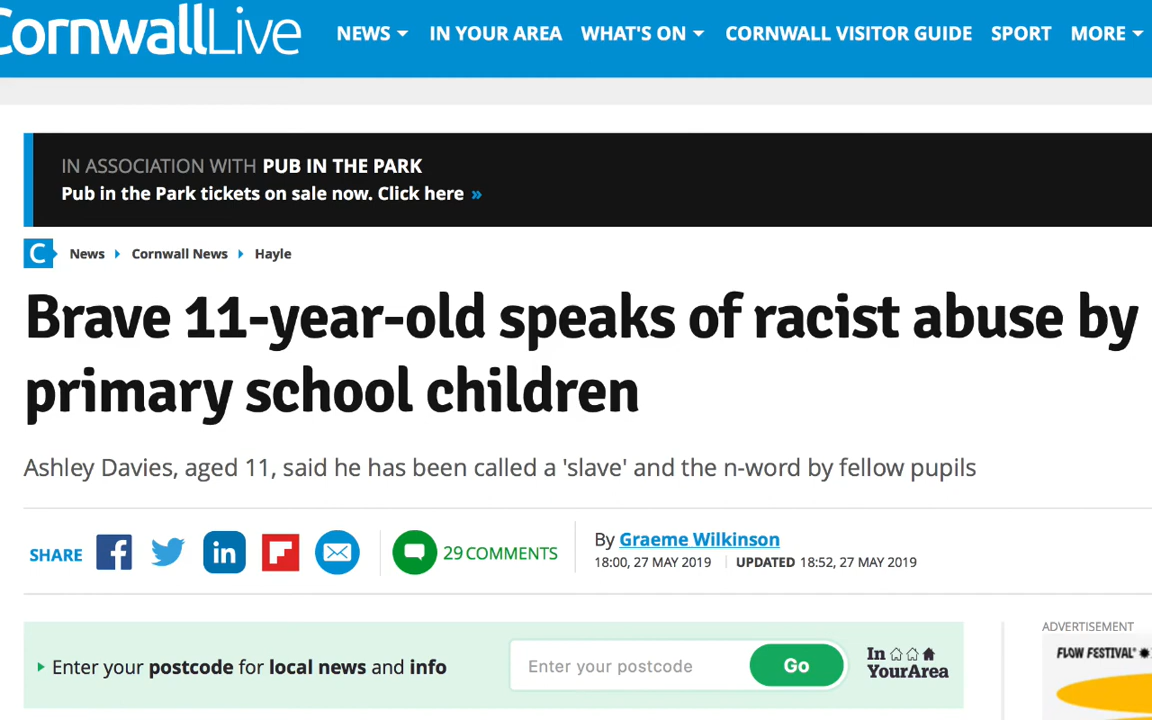 CornwallLive
NEWS IN YOUR AREA WHAT'S ON CORNWALL VISITOR GUIDE SPORT MORE
IN ASSOCIATION WITH PUB IN THE PARK
Pub in the Park tickets on sale now. Click here »
C News Cornwall News Hayle
Brave 11-year-old speaks of racist abuse by
primary school children
Ashley Davies, aged 11, said he has been called a 'slave' and the n-word by fellow pupils
SHARE f in 29 COMMENTS
By Graeme Wilkinson
18:00, 27 MAY 2019 UPDATED 18:52, 27 MAY 2019
Enter your postcode for local news and info
Enter your postcode Go
In
YourArea
ADVERTISEMENT
FLOW FESTIVAL